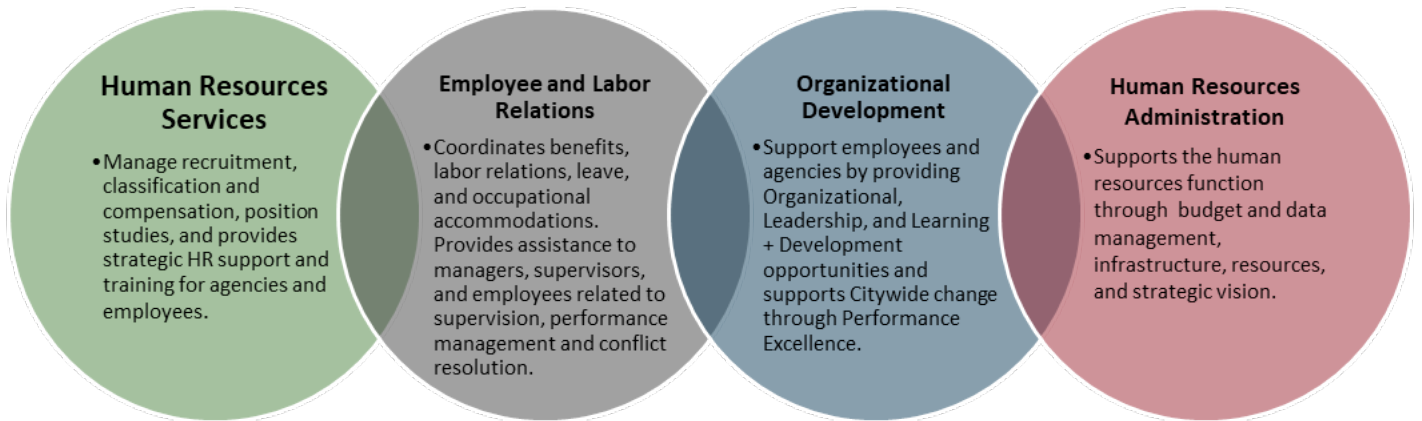 Human Resources
Services
•Manage recruitment,
classification and
compensation, position
studies, and provides
strategic HR support and
training for agencies and
employees.
Employee and Labor
Relations
•Coordinates benefits,
labor relations, leave,
and occupational
accommodations.
Provides assistance to
managers, supervisors,
and employees related to
supervision, performance
management and conflict
resolution.
Organizational
Development
•Support employees and
agencies by providing
Organizational,
Leadership, and Learning
+ Development
opportunities and
supports Citywide change
through Performance
Excellence.
Human Resources
Administration
•Supports the human
resources function
through budget and data
management,
infrastructure, resources,
and strategic vision.